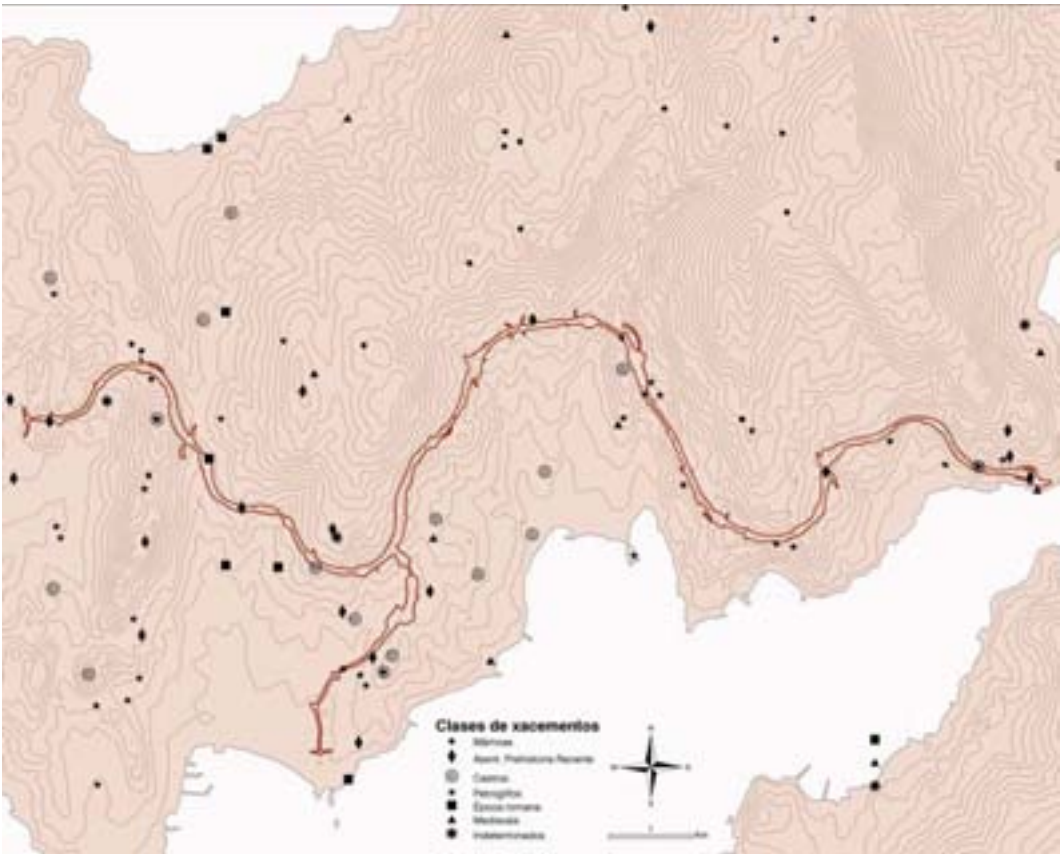 Clases de xacementos
Mámoas
Asent. Prehistoria Recente
Castros
Petroglifos
Época romana
Medievais
Indeterminados